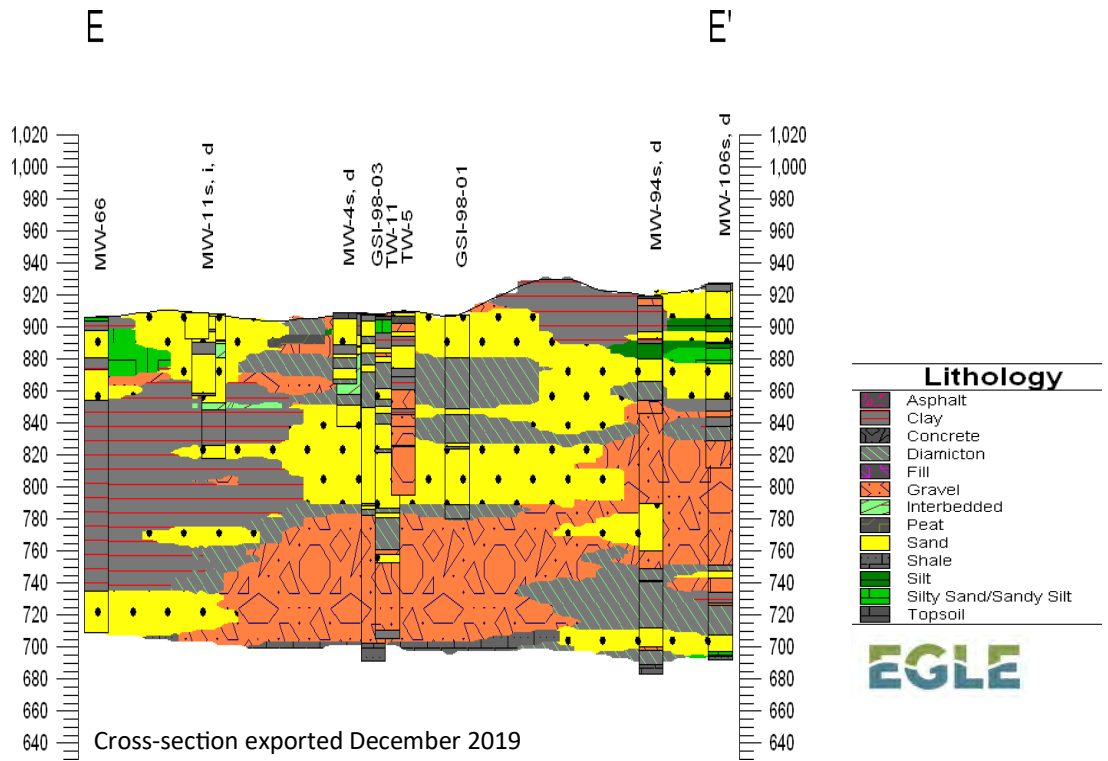 E
E'
1,020
1,000
980
960
940
920
900
880
860
840
820
800
780
760
740
720
700
680
660
640
MW-66
MW-11s, i, d
MW-4s, d
GSI-98-03
TW-11
TW-5
GSI-98-01
MW-94s, d
MW-106s, d
1,020
1,000
980
960
940
920
900
880
860
840
820
800
780
760
740
720
700
680
660
640
Lithology
Asphalt
Clay
Concrete
Diamicton
Fill
Gravel
Interbedded
Peat
Sand
Shale
Silt
Silty Sand/Sandy Silt
Topsoil
EGLE
Cross-section exported December 2019